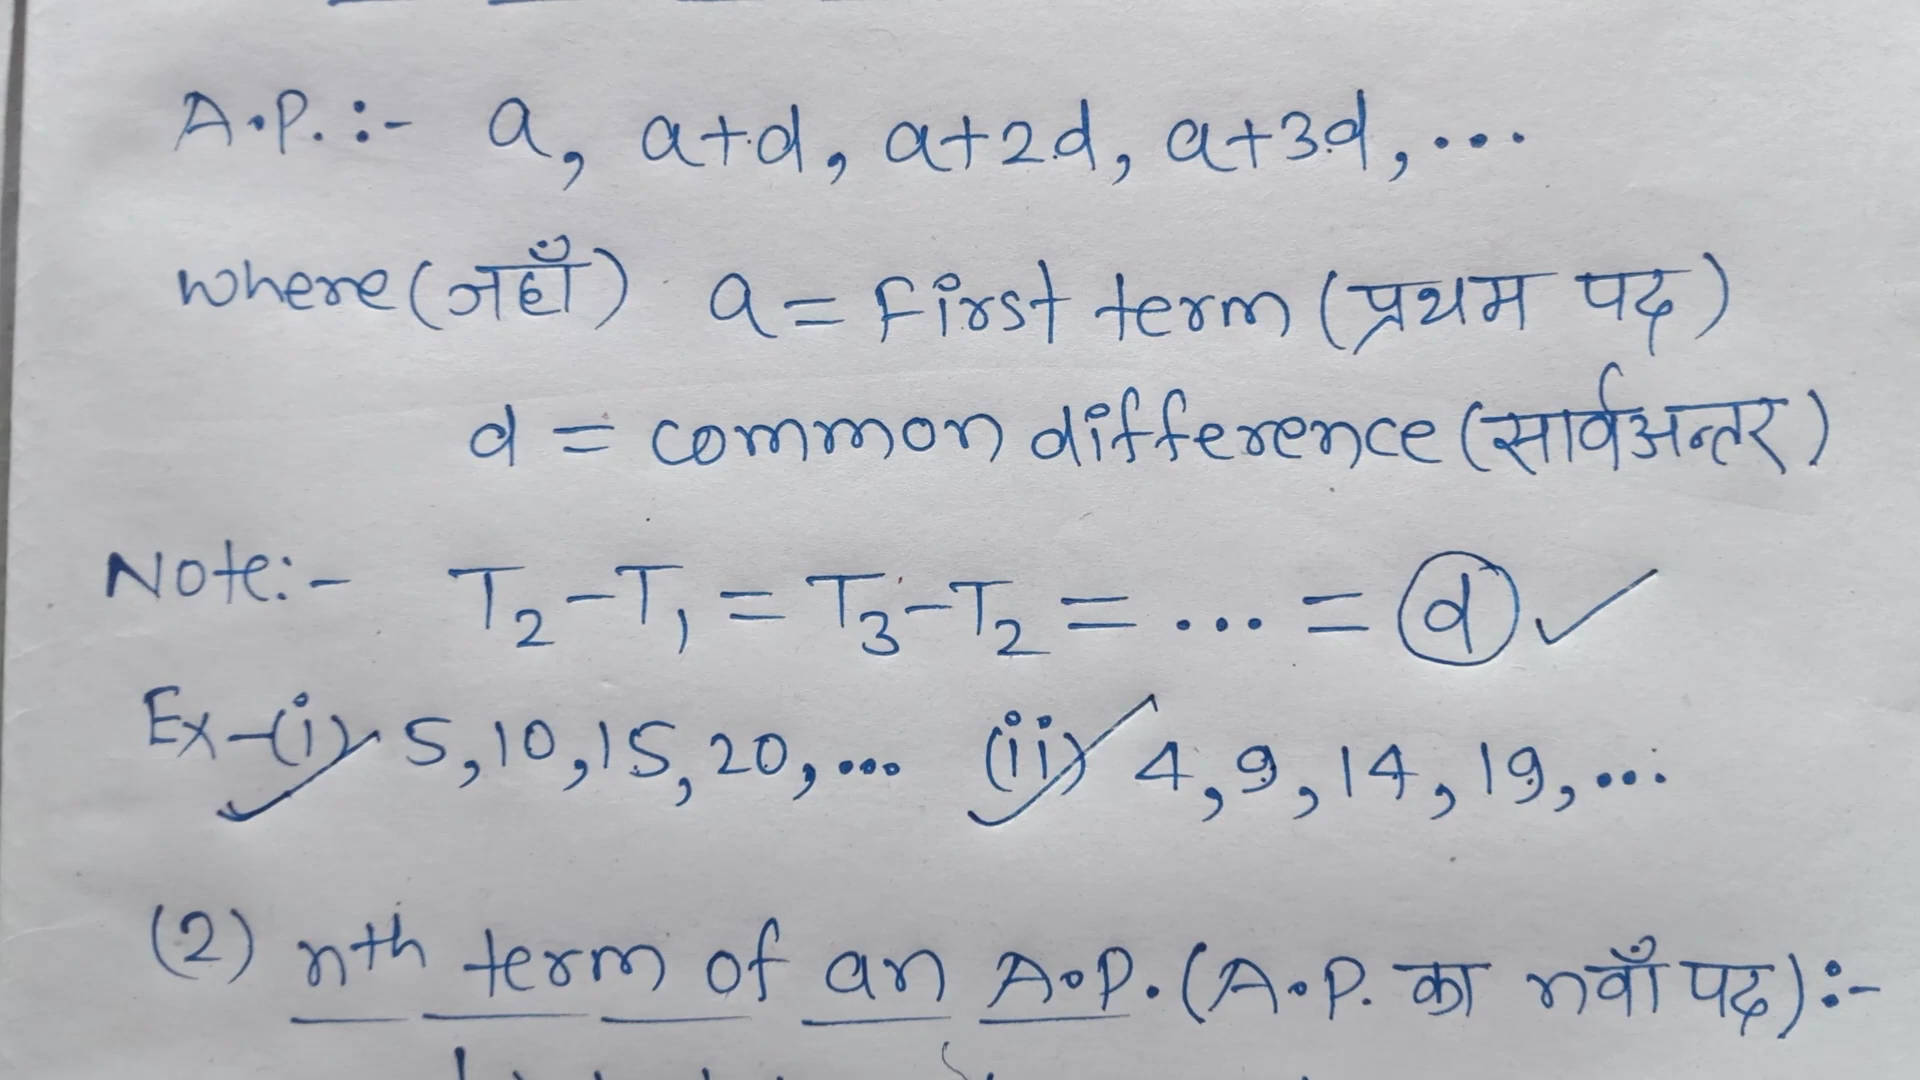 A.P. :- a, a+d, a+2d, a+3d, ...
where (जहाँ) a = First term (प्रथम पद)
d = common difference (सार्वअन्तर)
Note:- T₂-T₁ = T₃-T₂ = ... = d ✓
Ex-(i) 5, 10, 15, 20, ... (ii) 4, 9, 14, 19, ...
(2) nth term of an A.P. (A.P. का nवाँ पद) :-